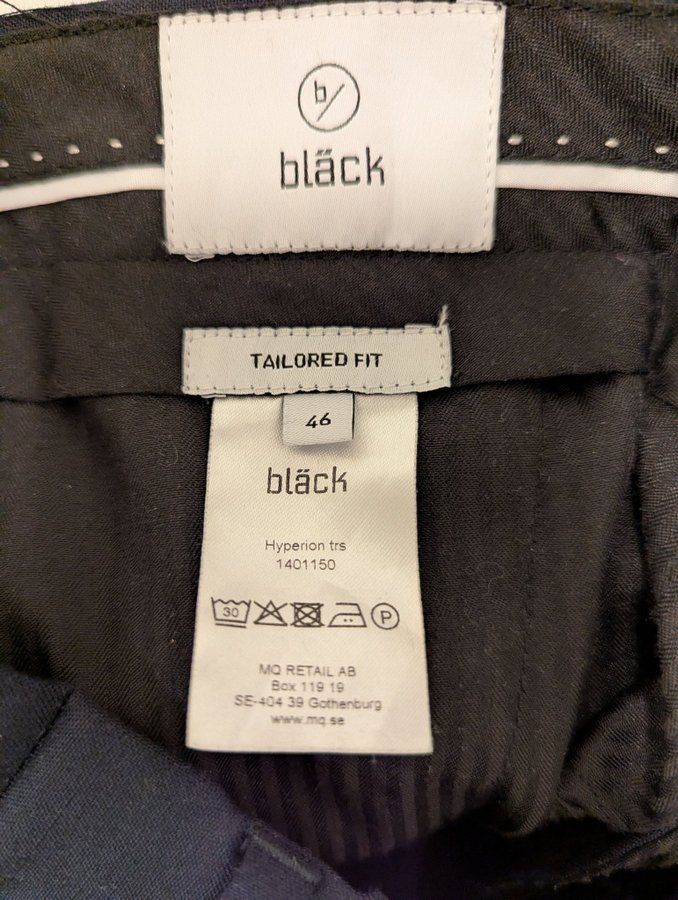 b/
bläck
TAILORED FIT
46
bläck
Hyperion trs
1401150
30 P
MQ RETAIL AB
Box 119 19
SE-404 39 Gothenburg
www.mq.se